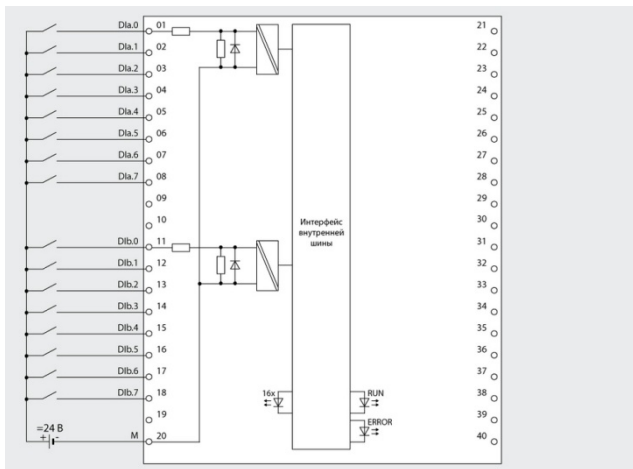 DIa.0 01 21
DIa.1 02 22
DIa.2 03 23
DIa.3 04 24
DIa.4 05 25
DIa.5 06 26
DIa.6 07 27
DIa.7 08 28
09 29
10 30
Интерфейс
внутренней
шины
DIb.0 11 31
DIb.1 12 32
DIb.2 13 33
DIb.3 14 34
DIb.4 15 35
DIb.5 16 36
DIb.6 17 37
DIb.7 18 16x RUN 38
19 ERROR 39
=24 В
+ - M 20 40